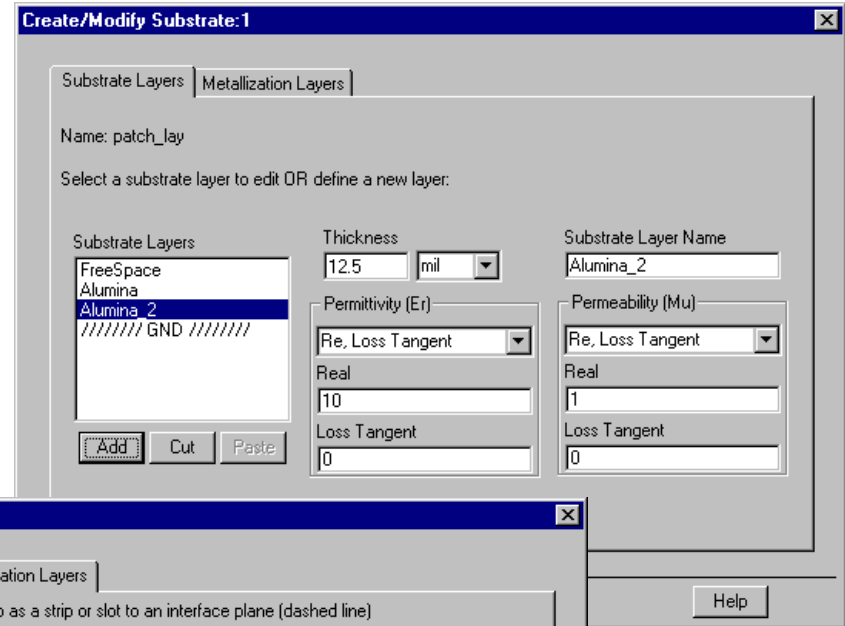 Create/Modify Substrate:1
Substrate Layers
Metallization Layers
Name: patch_lay
Select a substrate layer to edit OR define a new layer:
Substrate Layers
FreeSpace
Alumina
Alumina_2
//////// GND ////////
Add
Cut
Paste
Thickness
12.5
mil
Permittivity (Er)
Re, Loss Tangent
Real
10
Loss Tangent
0
Substrate Layer Name
Alumina_2
Permeability (Mu)
Re, Loss Tangent
Real
1
Loss Tangent
0
Help
ation Layers
as a strip or slot to an interface plane (dashed line)